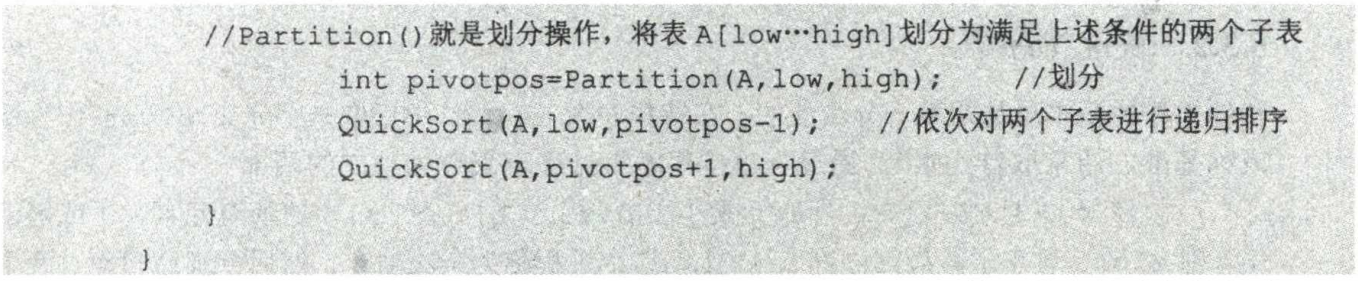 //Partition()就是划分操作，将表A[low…high]划分为满足上述条件的两个子表
int pivotpos=Partition(A,low,high); //划分
QuickSort(A,low,pivotpos-1); //依次对两个子表进行递归排序
QuickSort(A,pivotpos+1,high);
}
}